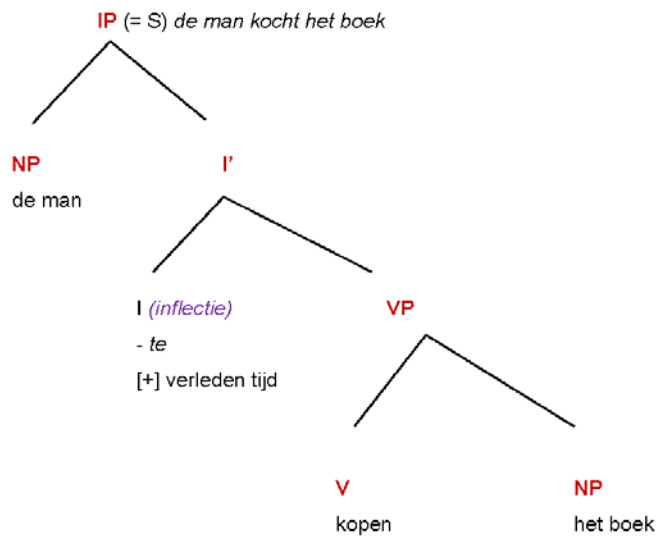 IP (= S) de man kocht het boek
NP I’
de man
I (inflectie) VP
- te
[+] verleden tijd
V NP
kopen het boek